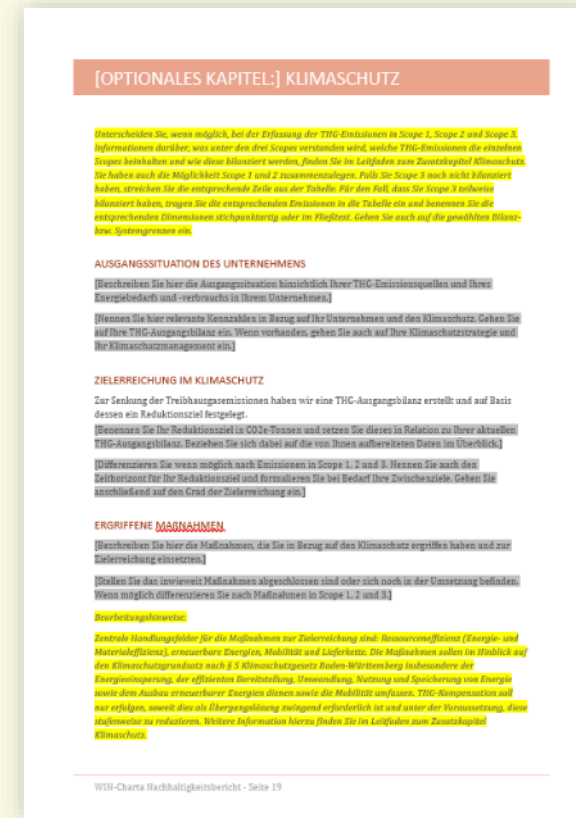 [OPTIONALES KAPITEL:] KLIMASCHUTZ
Unterscheiden Sie, wenn möglich, bei der Erfassung der THG-Emissionen in Scope 1, Scope 2 und Scope 3.
Informationen darüber, was unter den drei Scopes verstanden wird, welche THG-Emissionen die einzelnen
Scopes beinhalten und wie diese bilanziert werden, finden Sie im Leitfaden zum Zusatzkapitel Klimaschutz.
Sie haben auch die Möglichkeit Scope 1 und 2 zusammenzulegen. Falls Sie Scope 3 noch nicht bilanziert
haben, streichen Sie die entsprechende Zeile aus der Tabelle. Für den Fall, dass Sie Scope 3 teilweise
bilanziert haben, tragen Sie die entsprechenden Emissionen in die Tabelle ein und benennen Sie die
entsprechenden Dimensionen stichpunktartig oder im Fließtext. Gehen Sie auch auf die gewählten Bilanz-
bzw. Systemgrenzen ein.
AUSGANGSSITUATION DES UNTERNEHMENS
[Beschreiben Sie hier die Ausgangssituation hinsichtlich Ihrer THG-Emissionsquellen und Ihres
Energiebedarfs und -verbrauchs in Ihrem Unternehmen.]
[Nennen Sie hier relevante Kennzahlen in Bezug auf Ihr Unternehmen und den Klimaschutz. Gehen Sie
auf Ihre THG-Ausgangsbilanz ein. Wenn vorhanden, gehen Sie auch auf Ihre Klimaschutzstrategie und
Ihr Klimaschutzmanagement ein.]
ZIELERREICHUNG IM KLIMASCHUTZ
Zur Senkung der Treibhausgasemissionen haben wir eine THG-Ausgangsbilanz erstellt und auf Basis
dessen ein Reduktionsziel festgelegt.
[Benennen Sie Ihr Reduktionsziel in CO2e-Tonnen und setzen Sie dieses in Relation zu Ihrer aktuellen
THG-Ausgangsbilanz. Beziehen Sie sich dabei auf die von Ihnen aufbereiteten Daten im Überblick.]
[Differenzieren Sie wenn möglich nach Emissionen in Scope 1, 2 und 3. Nennen Sie auch den
Zeithorizont für Ihr Reduktionsziel und formulieren Sie bei Bedarf Ihre Zwischenziele. Gehen Sie
anschließend auf den Grad der Zielerreichung ein.]
ERGRIFFENE MAßNAHMEN
[Beschreiben Sie hier die Maßnahmen, die Sie in Bezug auf den Klimaschutz ergriffen haben und zur
Zielerreichung einsetzten.]
[Stellen Sie dan inwieweit Maßnahmen abgeschlossen sind oder sich noch in der Umsetzung befinden.
Wenn möglich differenzieren Sie nach Maßnahmen in Scope 1, 2 und 3.]
Bearbeitungshinweise:
Zentrale Handlungsfelder für die Maßnahmen zur Zielerreichung sind: Ressourceneffizienz (Energie- und
Materialeffizienz), erneuerbare Energien, Mobilität und Lieferkette. Die Maßnahmen sollen im Hinblick auf
den Klimaschutzgrundsatz nach § 5 Klimaschutzgesetz Baden-Württemberg insbesondere der
Energieeinsparung, der effizienten Bereitstellung, Umwandlung, Nutzung und Speicherung von Energie
sowie dem Ausbau erneuerbarer Energien dienen sowie die Mobilität umfassen. THG-Kompensation soll
nur erfolgen, soweit dies als Übergangslösung zwingend erforderlich ist und unter der Voraussetzung, diese
stufenweise zu reduzieren. Weitere Information hierzu finden Sie im Leitfaden zum Zusatzkapitel
Klimaschutz.
WIN-Charta Nachhaltigkeitsbericht - Seite 19